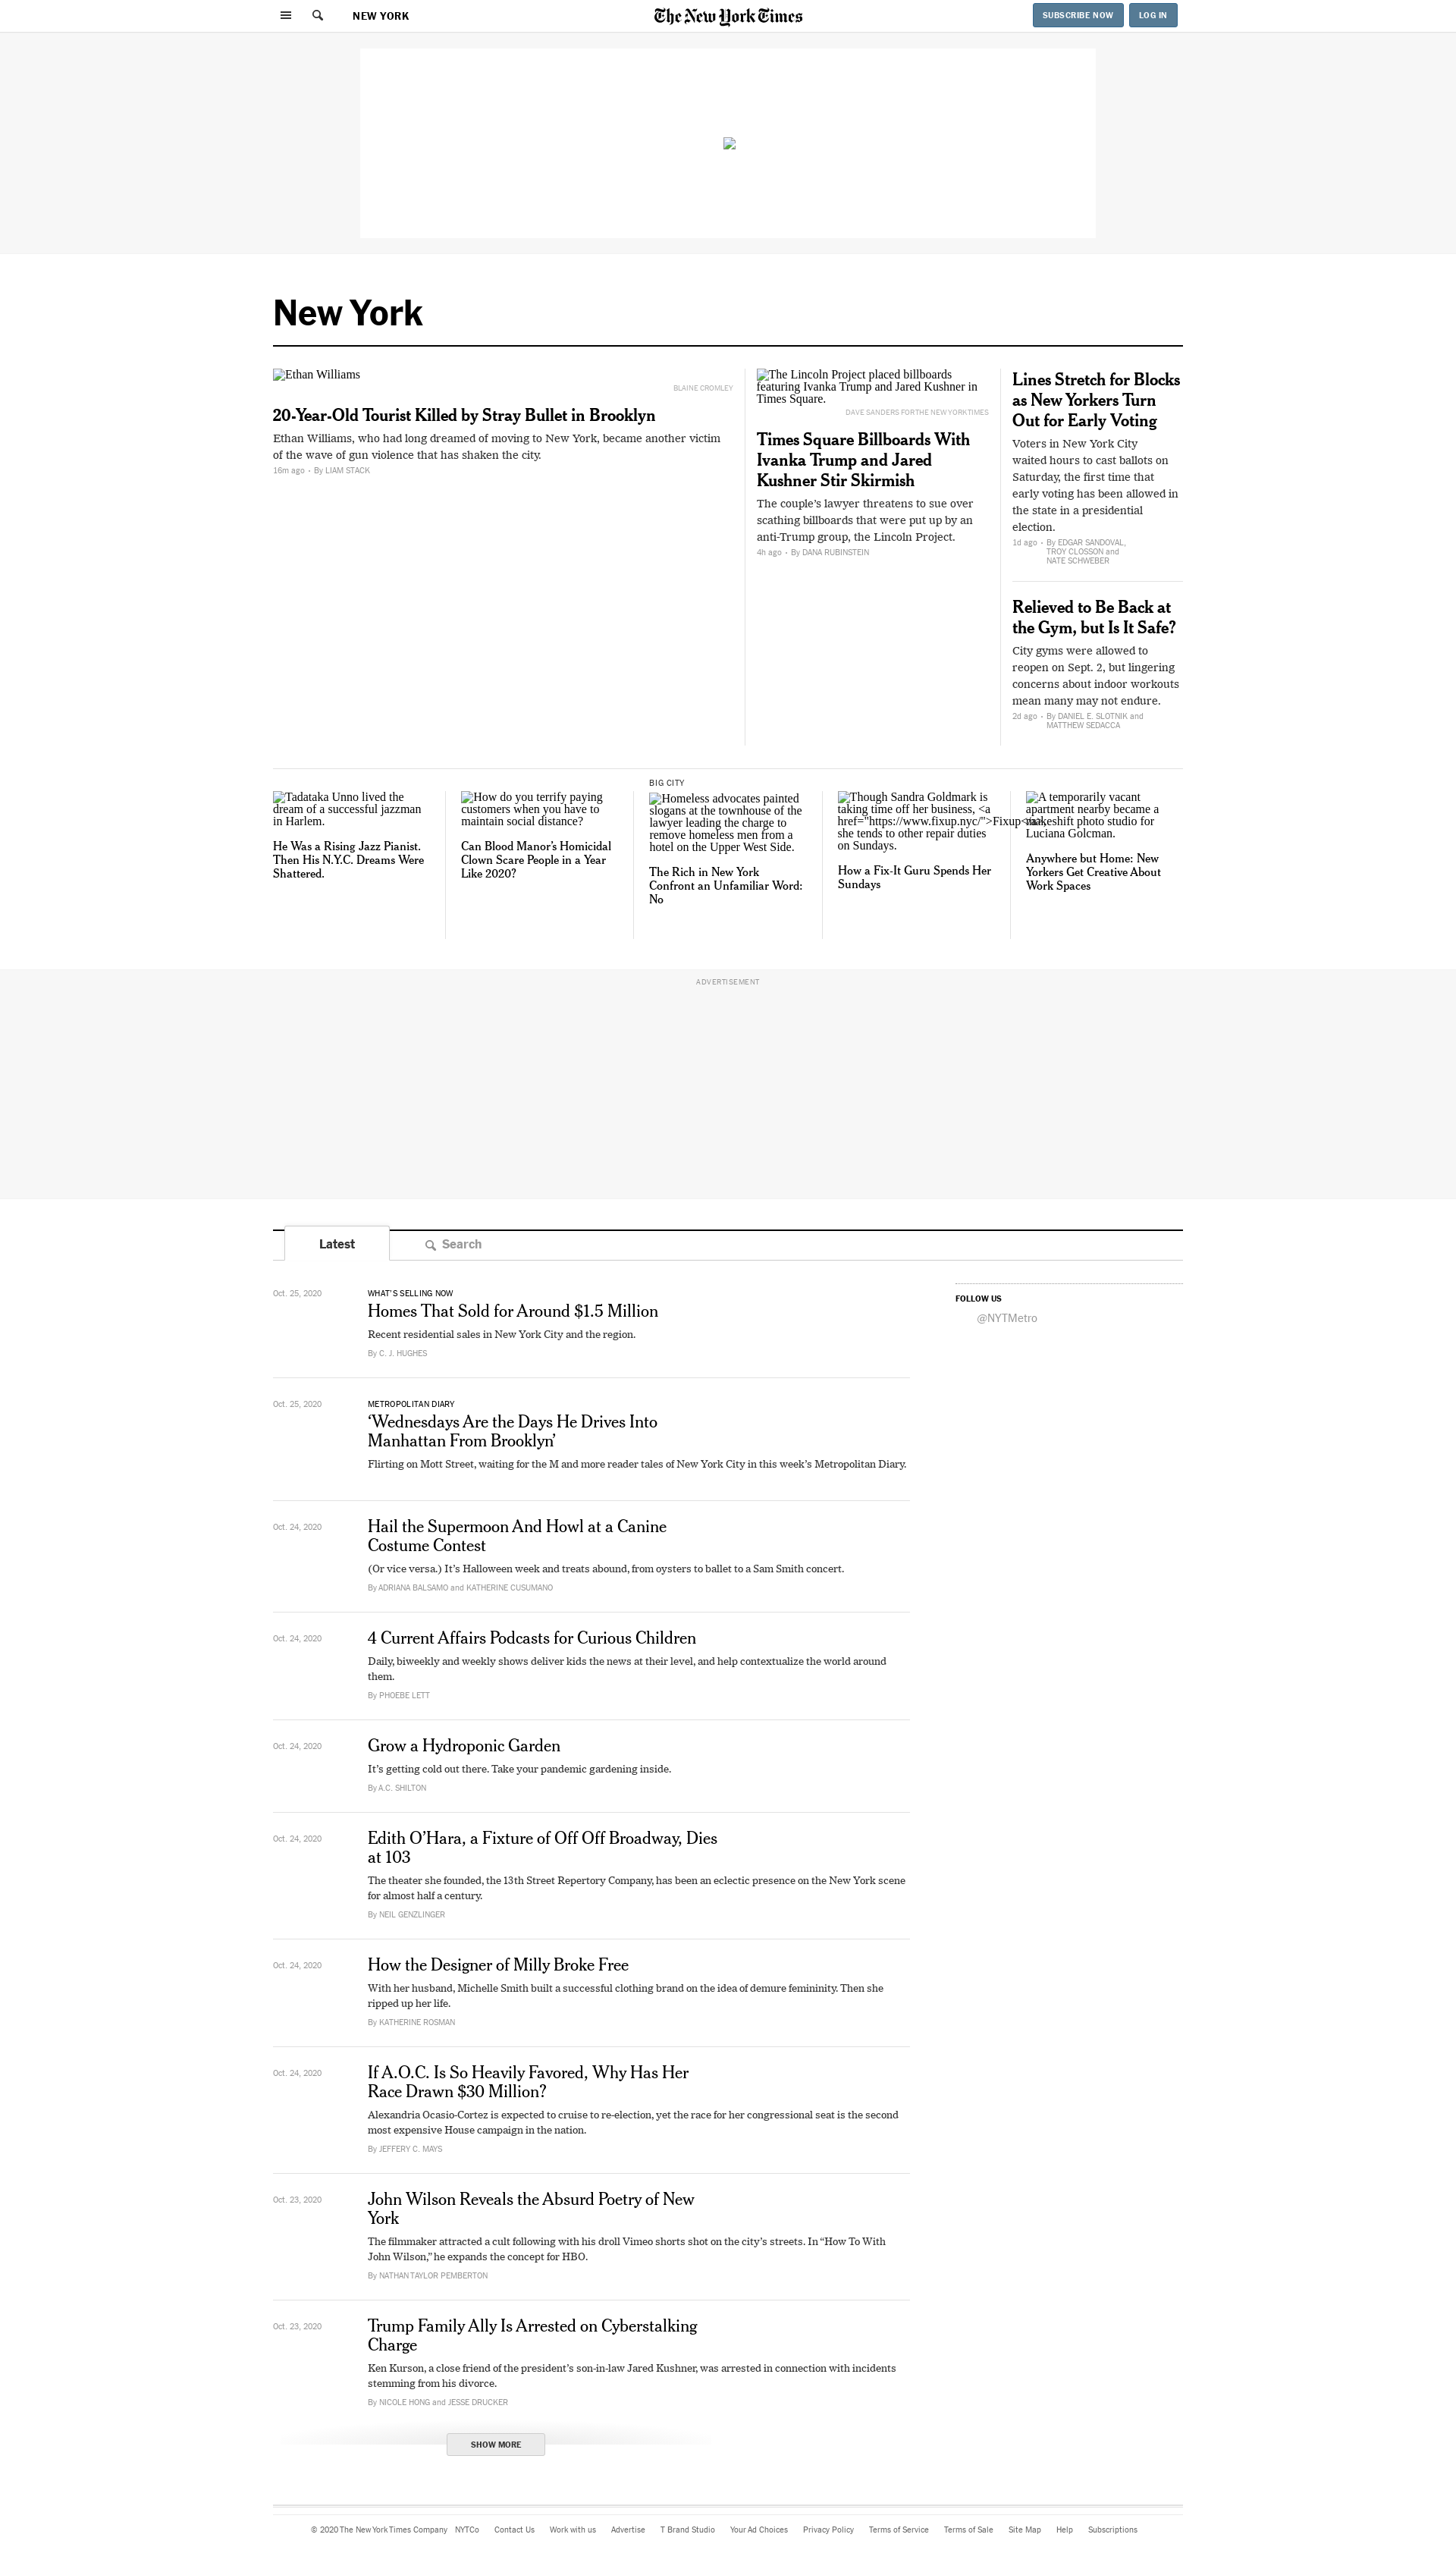 NEW YORK
The New York Times
SUBSCRIBE NOW
LOG IN
New York
Ethan Williams
BLAINE CROMLEY
20-Year-Old Tourist Killed by Stray Bullet in Brooklyn
Ethan Williams, who had long dreamed of moving to New York, became another victim
of the wave of gun violence that has shaken the city.
16m ago • By LIAM STACK
The Lincoln Project placed billboards
featuring Ivanka Trump and Jared Kushner in
Times Square.
DAVE SANDERS FOR THE NEW YORK TIMES
Times Square Billboards With
Ivanka Trump and Jared
Kushner Stir Skirmish
The couple’s lawyer threatens to sue over
scathing billboards that were put up by an
anti-Trump group, the Lincoln Project.
4h ago • By DANA RUBINSTEIN
Lines Stretch for Blocks
as New Yorkers Turn
Out for Early Voting
Voters in New York City
waited hours to cast ballots on
Saturday, the first time that
early voting has been allowed in
the state in a presidential
election.
1d ago • By EDGAR SANDOVAL,
TROY CLOSSON and
NATE SCHWEBER
Relieved to Be Back at
the Gym, but Is It Safe?
City gyms were allowed to
reopen on Sept. 2, but lingering
concerns about indoor workouts
mean many may not endure.
2d ago • By DANIEL E. SLOTNIK and
MATTHEW SEDACCA
Tadataka Unno lived the
dream of a successful jazzman
in Harlem.
He Was a Rising Jazz Pianist.
Then His N.Y.C. Dreams Were
Shattered.
How do you terrify paying
customers when you have to
maintain social distance?
Can Blood Manor’s Homicidal
Clown Scare People in a Year
Like 2020?
BIG CITY
Homeless advocates painted
slogans at the townhouse of the
lawyer leading the charge to
remove homeless men from a
hotel on the Upper West Side.
The Rich in New York
Confront an Unfamiliar Word:
No
Though Sandra Goldmark is
taking time off her business, <a
href="https://www.fixup.nyc/">Fixup</a>,
she tends to other repair duties
on Sundays.
How a Fix-It Guru Spends Her
Sundays
A temporarily vacant
apartment nearby became a
makeshift photo studio for
Luciana Golcman.
Anywhere but Home: New
Yorkers Get Creative About
Work Spaces
ADVERTISEMENT
Latest
Search
Oct. 25, 2020
WHAT’S SELLING NOW
Homes That Sold for Around $1.5 Million
Recent residential sales in New York City and the region.
By C. J. HUGHES
FOLLOW US
@NYTMetro
Oct. 25, 2020
METROPOLITAN DIARY
‘Wednesdays Are the Days He Drives Into
Manhattan From Brooklyn’
Flirting on Mott Street, waiting for the M and more reader tales of New York City in this week’s Metropolitan Diary.
Oct. 24, 2020
Hail the Supermoon And Howl at a Canine
Costume Contest
(Or vice versa.) It’s Halloween week and treats abound, from oysters to ballet to a Sam Smith concert.
By ADRIANA BALSAMO and KATHERINE CUSUMANO
Oct. 24, 2020
4 Current Affairs Podcasts for Curious Children
Daily, biweekly and weekly shows deliver kids the news at their level, and help contextualize the world around
them.
By PHOEBE LETT
Oct. 24, 2020
Grow a Hydroponic Garden
It’s getting cold out there. Take your pandemic gardening inside.
By A.C. SHILTON
Oct. 24, 2020
Edith O’Hara, a Fixture of Off Off Broadway, Dies
at 103
The theater she founded, the 13th Street Repertory Company, has been an eclectic presence on the New York scene
for almost half a century.
By NEIL GENZLINGER
Oct. 24, 2020
How the Designer of Milly Broke Free
With her husband, Michelle Smith built a successful clothing brand on the idea of demure femininity. Then she
ripped up her life.
By KATHERINE ROSMAN
Oct. 24, 2020
If A.O.C. Is So Heavily Favored, Why Has Her
Race Drawn $30 Million?
Alexandria Ocasio-Cortez is expected to cruise to re-election, yet the race for her congressional seat is the second
most expensive House campaign in the nation.
By JEFFERY C. MAYS
Oct. 23, 2020
John Wilson Reveals the Absurd Poetry of New
York
The filmmaker attracted a cult following with his droll Vimeo shorts shot on the city’s streets. In “How To With
John Wilson,” he expands the concept for HBO.
By NATHAN TAYLOR PEMBERTON
Oct. 23, 2020
Trump Family Ally Is Arrested on Cyberstalking
Charge
Ken Kurson, a close friend of the president’s son-in-law Jared Kushner, was arrested in connection with incidents
stemming from his divorce.
By NICOLE HONG and JESSE DRUCKER
SHOW MORE
© 2020 The New York Times Company NYTCo Contact Us Work with us Advertise T Brand Studio Your Ad Choices Privacy Policy Terms of Service Terms of Sale Site Map Help Subscriptions